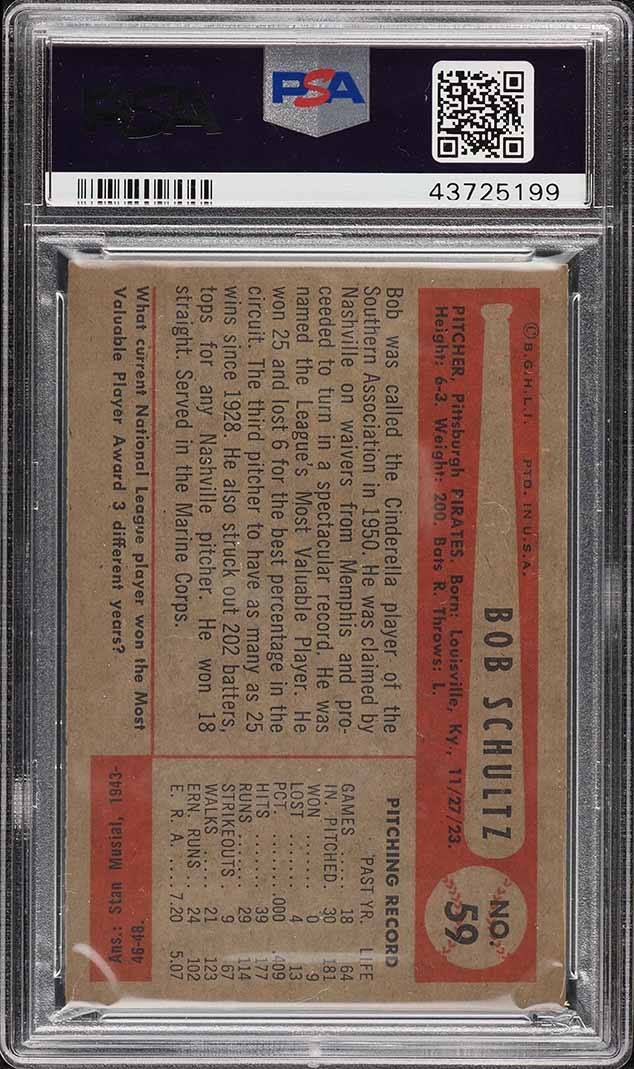 PSA
PSA
43725199
© B.G.H.L.I. PTD. IN U.S.A.
BOB SCHULTZ
NO.
59
PITCHER, Pittsburgh PIRATES. Born: Louisville, Ky., 11/27/23.
Height: 6-3. Weight: 200. Bats R. Throws: L.
Bob was called the Cinderella player of the
Southern Association in 1950. He was claimed by
Nashville on waivers from Memphis and pro-
ceeded to turn in a spectacular record. He was
named the League's Most Valuable Player. He
won 25 and lost 6 for the best percentage in the
circuit. The third pitcher to have as many as 25
wins since 1928. He also struck out 202 batters,
tops for any Nashville pitcher. He won 18
straight. Served in the Marine Corps.
PITCHING RECORD
PAST YR. LIFE
GAMES ..... 18 64
IN. PITCHED 30 181
WON ....... 0 9
LOST ....... 4 13
PCT. ..... .000 .409
HITS ....... 39 177
RUNS ....... 29 114
STRIKEOUTS . 9 67
WALKS ..... 21 123
ERN. RUNS . 24 102
E. R. A. .... 7.20 5.07
What current National League player won the Most
Valuable Player Award 3 different years?
Ans.: Stan Musial, 1943-
46-48.